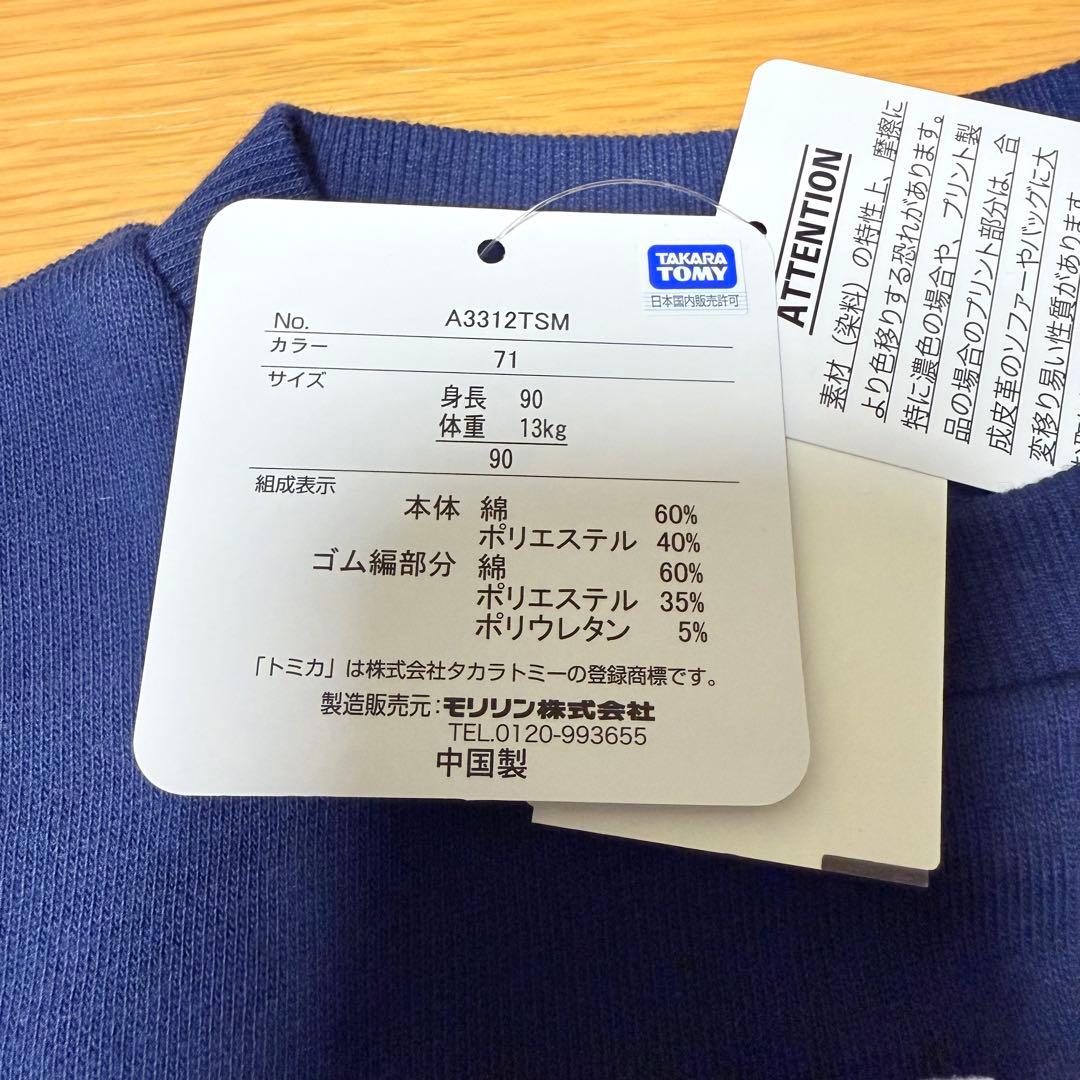 TAKARA
TOMY
日本国内販売許可
No. A3312TSM
カラー 71
サイズ
身長 90
体重 13kg
90
組成表示
本体 綿 60%
ポリエステル 40%
ゴム編部分 綿 60%
ポリエステル 35%
ポリウレタン 5%
「トミカ」は株式会社タカラトミーの登録商標です。
製造販売元:モリリン株式会社
TEL.0120-993655
中国製
ATTENTION
素材(染料)の特性上、摩擦に
より色移りする恐れがあります。
特に濃色の場合や、プリント製
品の場合のプリント部分は、合
成皮革のソファーやバッグに大
変移り易い性質があります